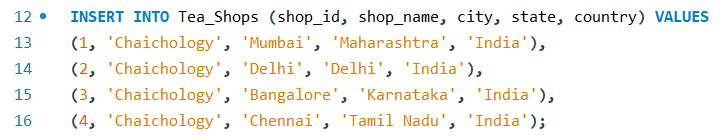 12 INSERT INTO Tea_Shops (shop_id, shop_name, city, state, country) VALUES
13 (1, 'Chaichology', 'Mumbai', 'Maharashtra', 'India'),
14 (2, 'Chaichology', 'Delhi', 'Delhi', 'India'),
15 (3, 'Chaichology', 'Bangalore', 'Karnataka', 'India'),
16 (4, 'Chaichology', 'Chennai', 'Tamil Nadu', 'India');